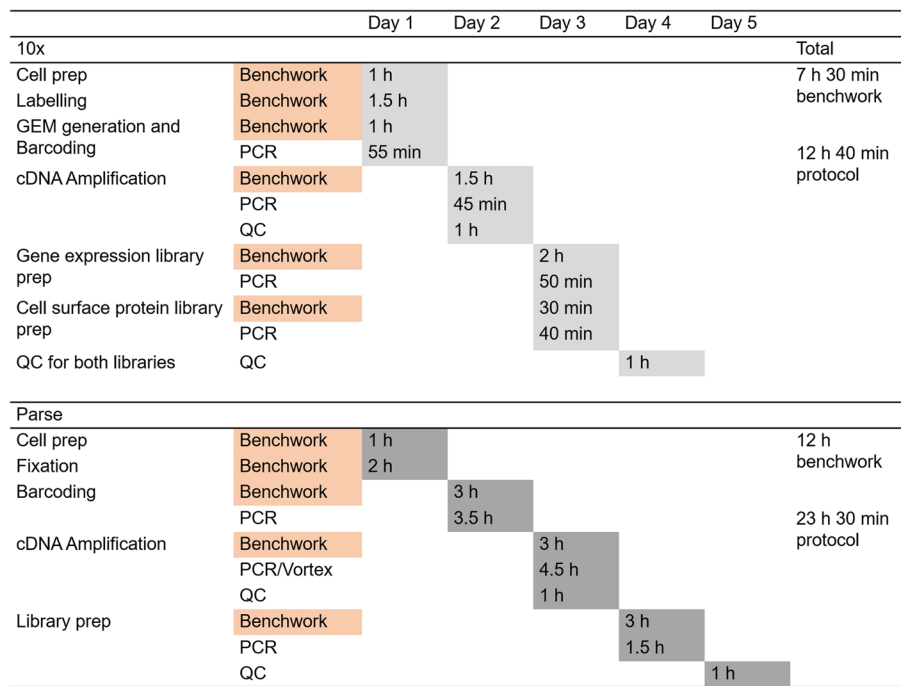 Day 1 Day 2 Day 3 Day 4 Day 5
10x Total
Cell prep Benchwork 1 h 7 h 30 min
Labelling Benchwork 1.5 h benchwork
GEM generation and Benchwork 1 h
Barcoding PCR 55 min 12 h 40 min
cDNA Amplification Benchwork 1.5 h protocol
PCR 45 min
QC 1 h
Gene expression library Benchwork 2 h
prep PCR 50 min
Cell surface protein library Benchwork 30 min
prep PCR 40 min
QC for both libraries QC 1 h
Parse
Cell prep Benchwork 1 h 12 h
Fixation Benchwork 2 h benchwork
Barcoding Benchwork 3 h
PCR 3.5 h 23 h 30 min
cDNA Amplification Benchwork 3 h protocol
PCR/Vortex 4.5 h
QC 1 h
Library prep Benchwork 3 h
PCR 1.5 h
QC 1 h